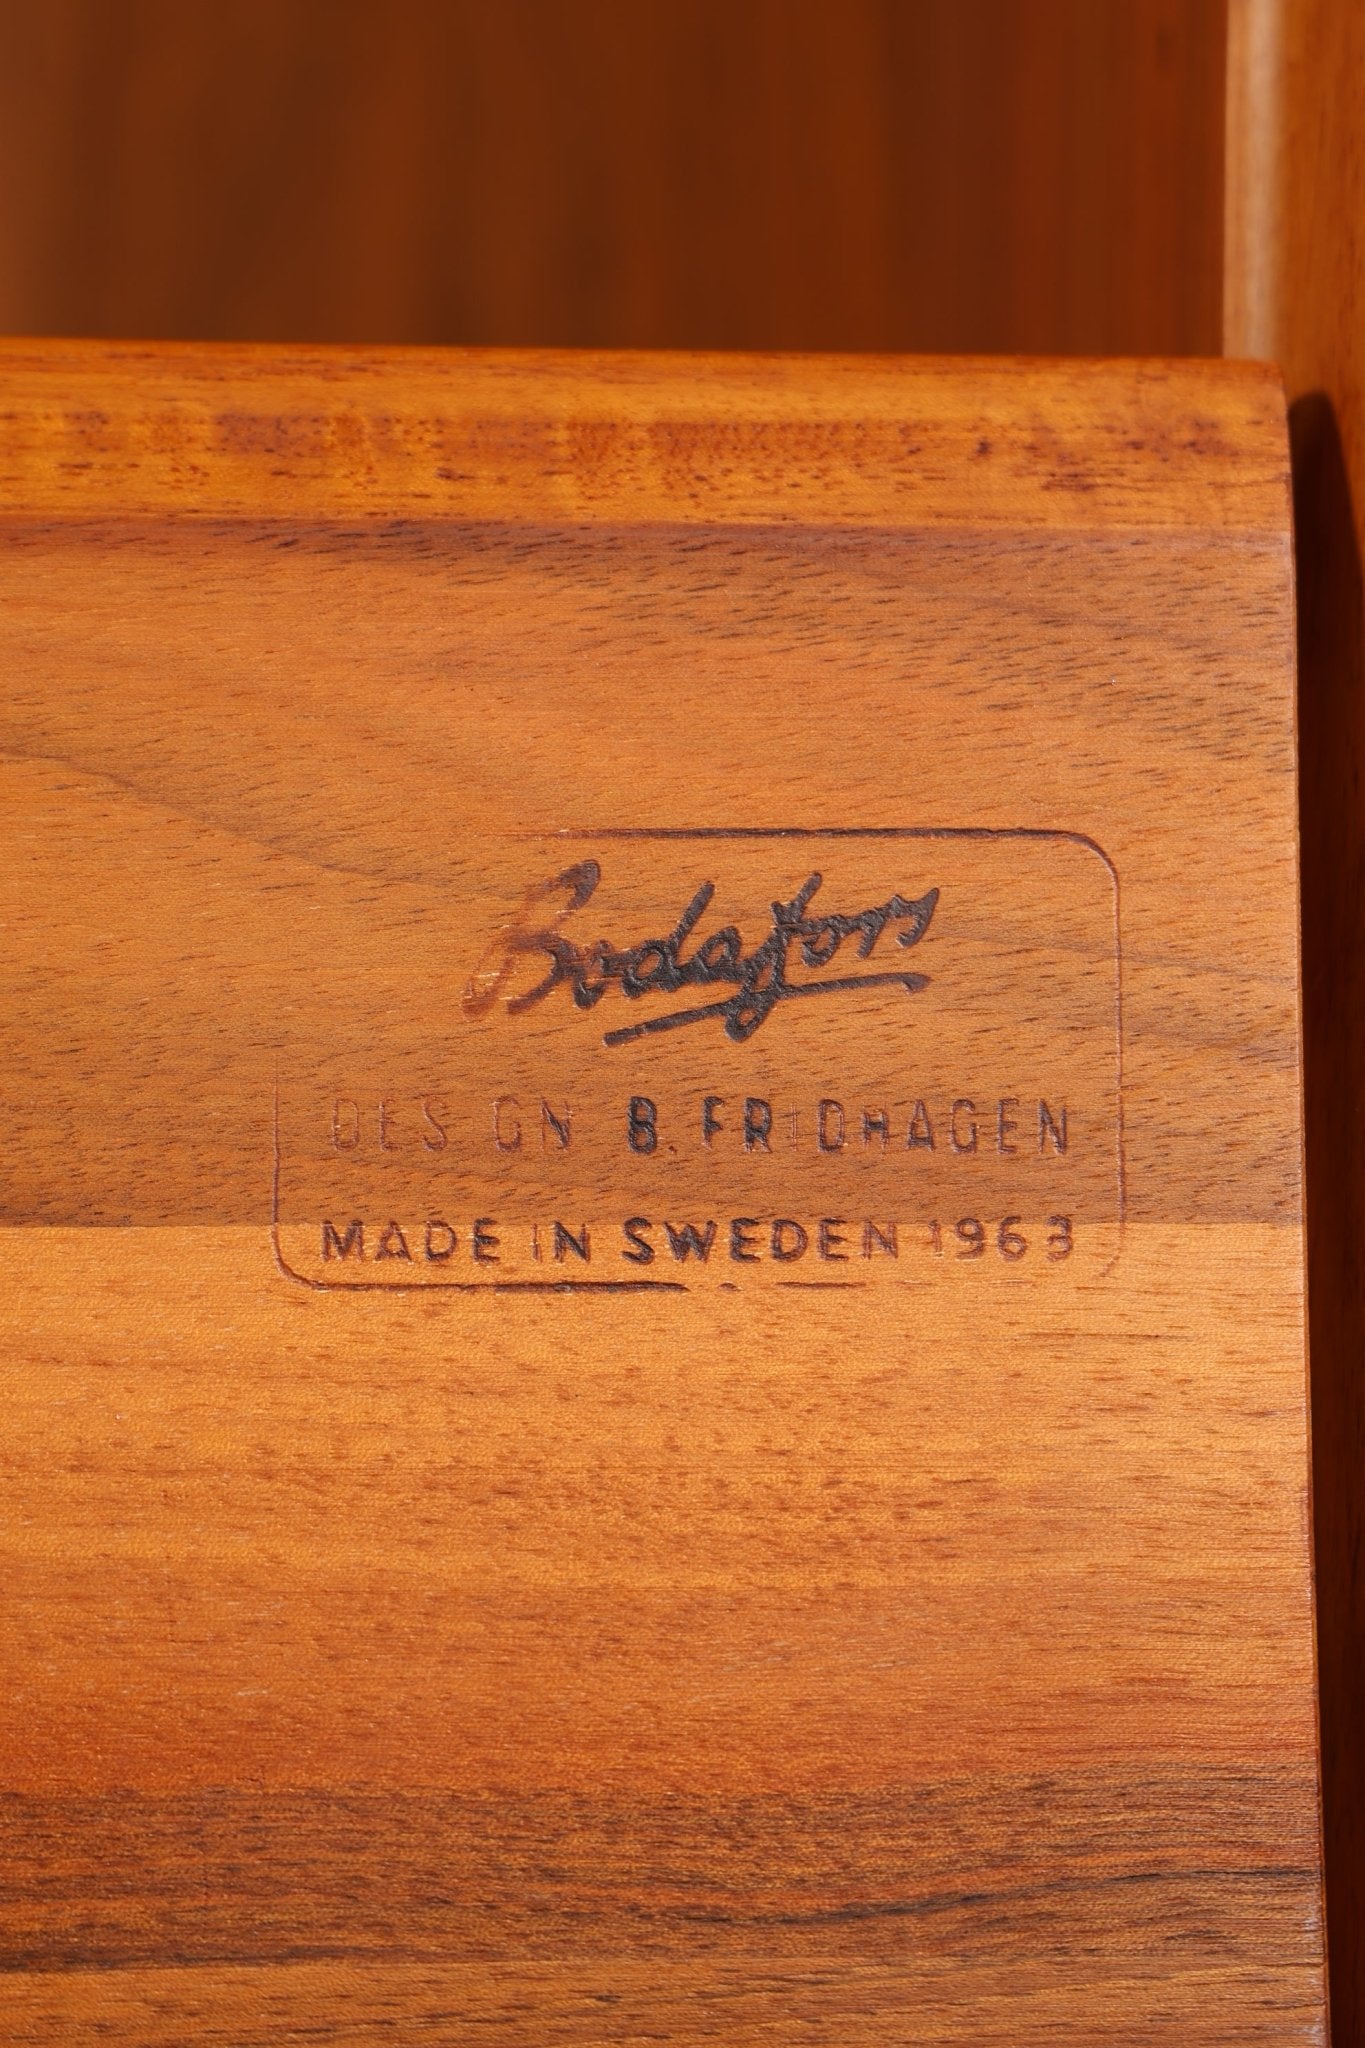 Bodafors
DESIGN B. FRIDHAGEN
MADE IN SWEDEN 1963